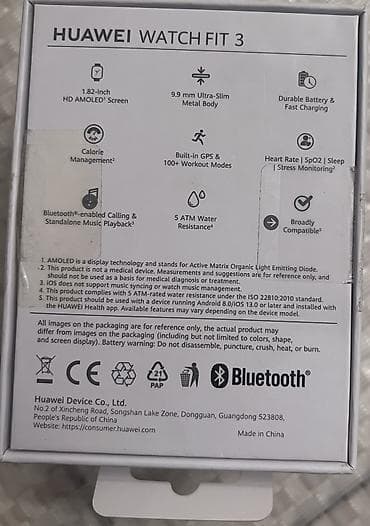 HUAWEI WATCH FIT 3
1.82-inch
HD AMOLED¹ Screen
9.9 mm Ultra-Slim
Metal Body
Durable Battery &
Fast Charging
Calorie
Management²
Built-in GPS &
100+ Workout Modes
Heart Rate | SpO2 | Sleep
| Stress Monitoring²
Bluetooth®-enabled Calling &
Standalone Music Playback³
5 ATM Water
Resistance⁴
Broadly
Compatible⁵
1. AMOLED is a display technology and stands for Active Matrix Organic Light Emitting Diode.
2. This product is not a medical device. Measurements and suggestions are for reference only, and
should not be used as a basis for medical diagnosis or treatment.
3. iOS does not support music syncing or watch music management.
4. This product complies with 5 ATM-rated water resistance under the ISO 22810:2010 standard.
5. This product should be used with a device running Android 8.0/iOS 13.0 or later and installed with
the HUAWEI Health app. Available features may vary depending on the device model.
All images on the packaging are for reference only, the actual product may
differ from images on the packaging (including but not limited to colors, shape,
and screen display). Battery warning: Do not disassemble, puncture, crush, heat, or burn.
CE
21
PAP
Bluetooth®
Huawei Device Co., Ltd.
No.2 of Xincheng Road, Songshan Lake Zone, Dongguan, Guangdong 523808,
People's Republic of China
Website: https://consumer.huawei.com
Made in China